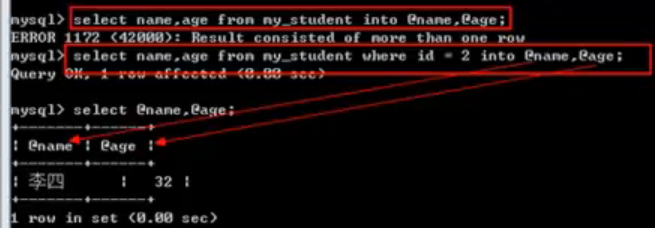 mysql> select name,age from my_student into @name,@age;
ERROR 1172 (42000): Result consisted of more than one row
mysql> select name,age from my_student where id = 2 into @name,@age;
Query OK, 1 row affected (0.00 sec)
mysql> select @name,@age;
+-------+------+
| @name | @age |
+-------+------+
| 李四 | 32 |
+-------+------+
1 row in set (0.00 sec)